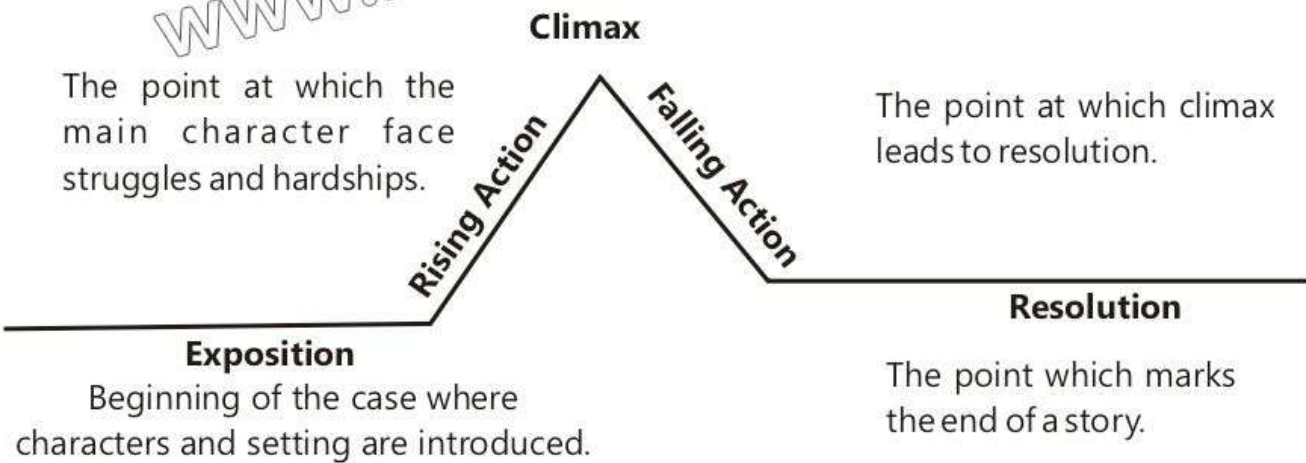 Climax
The point at which the
main character face
struggles and hardships.
Rising Action
Falling Action
The point at which climax
leads to resolution.
Exposition
Beginning of the case where
characters and setting are introduced.
Resolution
The point which marks
the end of a story.